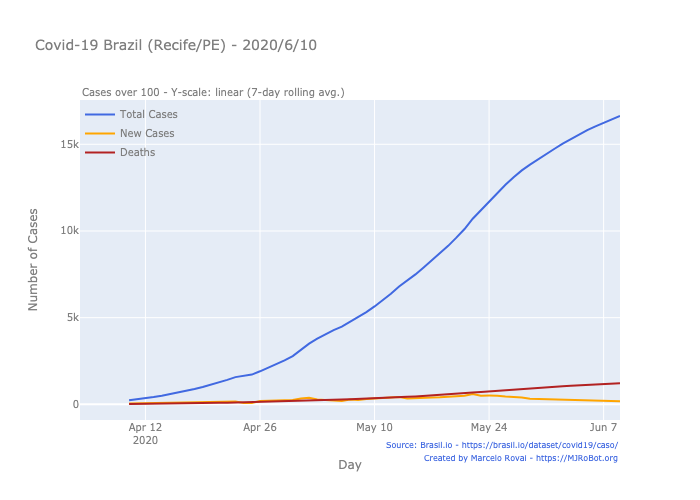 Covid-19 Brazil (Recife/PE) - 2020/6/10
Cases over 100 - Y-scale: linear (7-day rolling avg.)
Total Cases
New Cases
Deaths
15k
10k
5k
0
Number of Cases
Apr 12 Apr 26 May 10 May 24 Jun 7
2020
Day
Source: Brasil.io - https://brasil.io/dataset/covid19/caso/
Created by Marcelo Rovai - https://MJRoBot.org